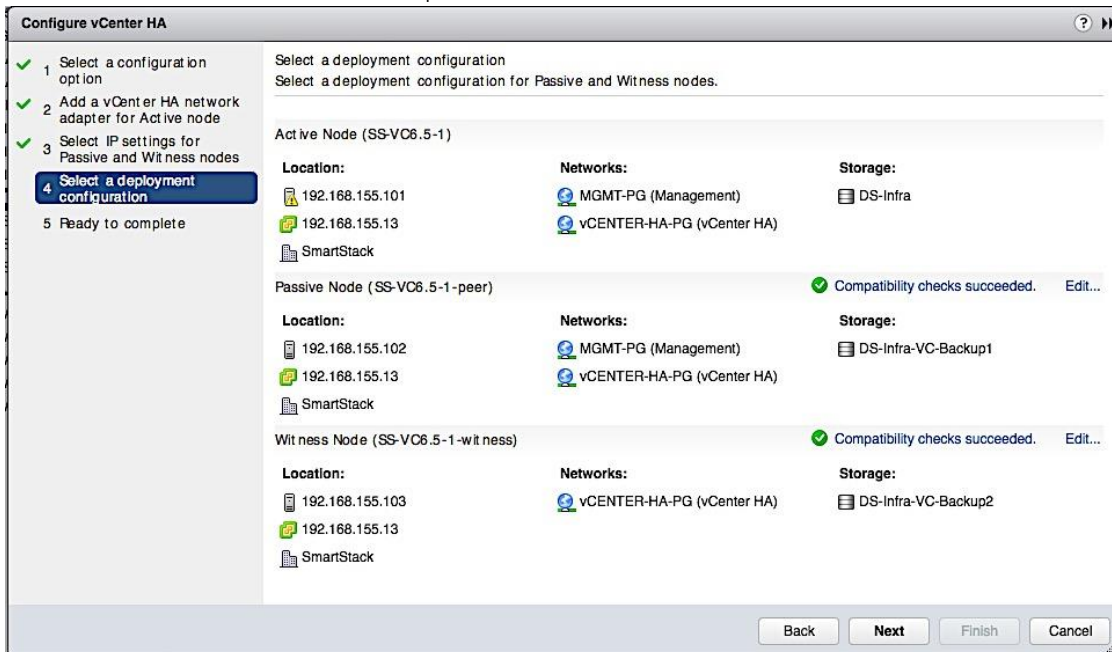 Configure vCenter HA
?
1 Select a configuration
option
2 Add a vCenter HA network
adapter for Active node
3 Select IP settings for
Passive and Witness nodes
4 Select a deployment
configuration
5 Ready to complete
Select a deployment configuration
Select a deployment configuration for Passive and Witness nodes.
Active Node (SS-VC6.5-1)
Location: Networks: Storage:
192.168.155.101 MGMT-PG (Management) DS-Infra
192.168.155.13 vCENTER-HA-PG (vCenter HA)
SmartStack
Passive Node (SS-VC6.5-1-peer) Compatibility checks succeeded. Edit...
Location: Networks: Storage:
192.168.155.102 MGMT-PG (Management) DS-Infra-VC-Backup1
192.168.155.13 vCENTER-HA-PG (vCenter HA)
SmartStack
Witness Node (SS-VC6.5-1-witness) Compatibility checks succeeded. Edit...
Location: Networks: Storage:
192.168.155.103 vCENTER-HA-PG (vCenter HA) DS-Infra-VC-Backup2
192.168.155.13
SmartStack
Back Next Finish Cancel